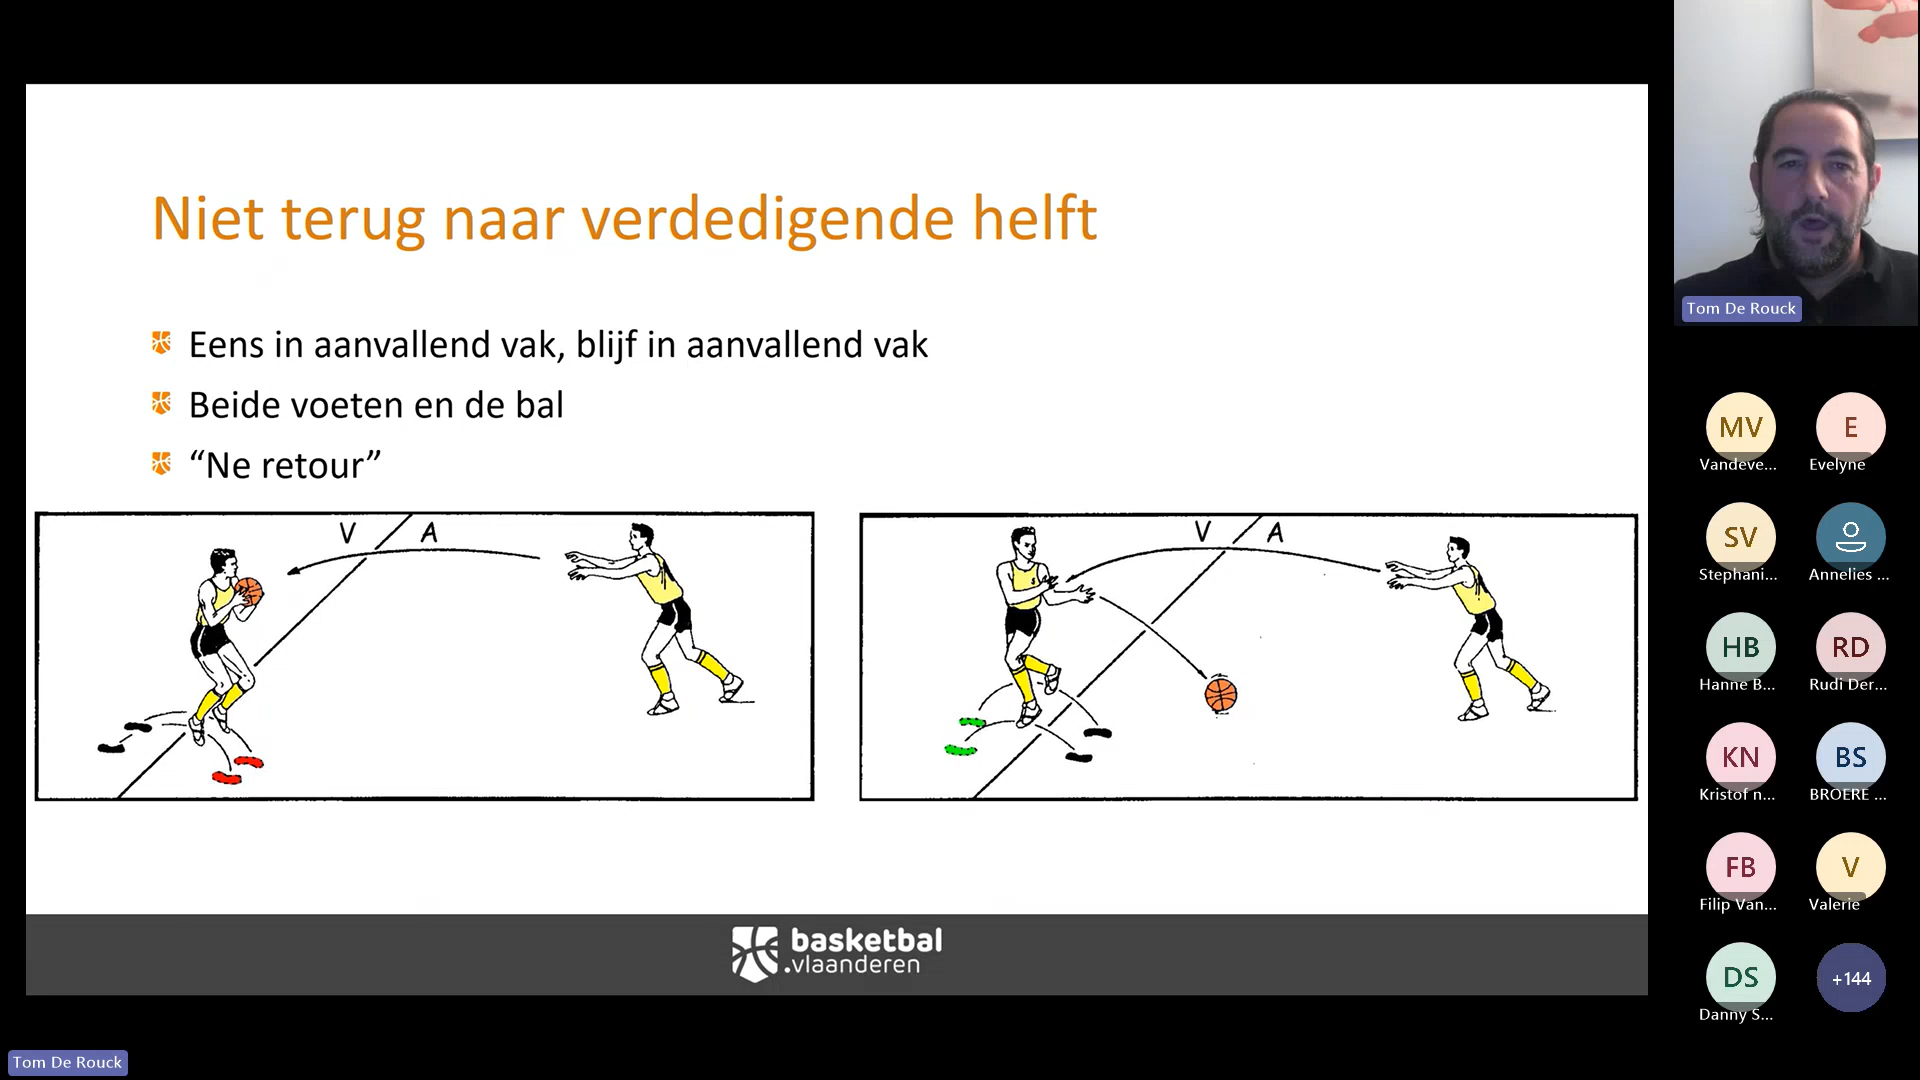 Niet terug naar verdedigende helft
Eens in aanvallend vak, blijf in aanvallend vak
Beide voeten en de bal
“Ne retour”
V A
V A
basketbal
.vlaanderen
Tom De Rouck
MV E
Vandeve... Evelyne
SV
Stephani... Annelies ...
HB RD
Hanne B... Rudi Der...
KN BS
Kristof n... BROERE ...
FB V
Filip Van... Valerie
DS +144
Danny S...
Tom De Rouck